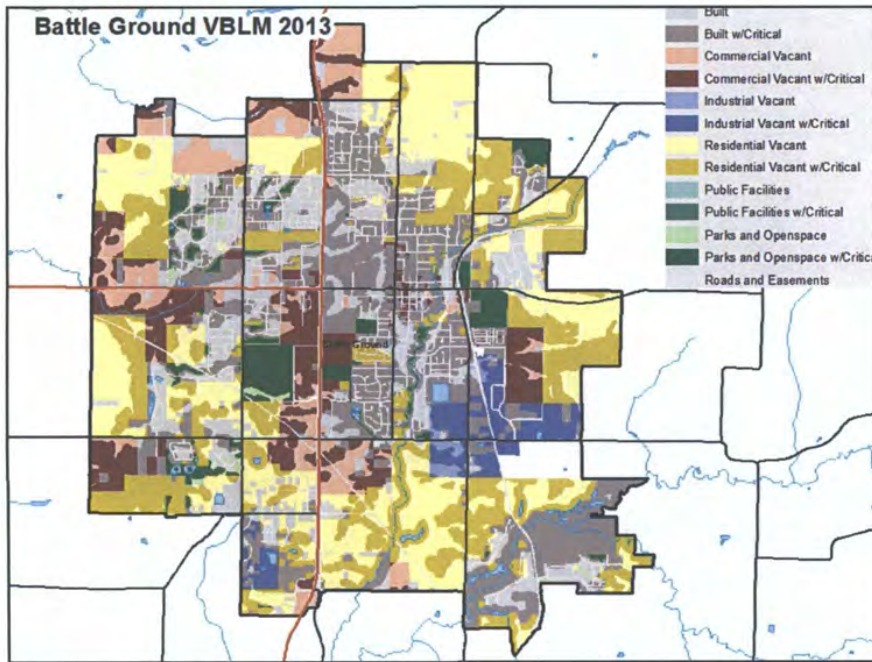 Battle Ground VBLM 2013
Built
Built w/Critical
Commercial Vacant
Commercial Vacant w/Critical
Industrial Vacant
Industrial Vacant w/Critical
Residential Vacant
Residential Vacant w/Critical
Public Facilities
Public Facilities w/Critical
Parks and Openspace
Parks and Openspace w/Critica
Roads and Easements
Ground